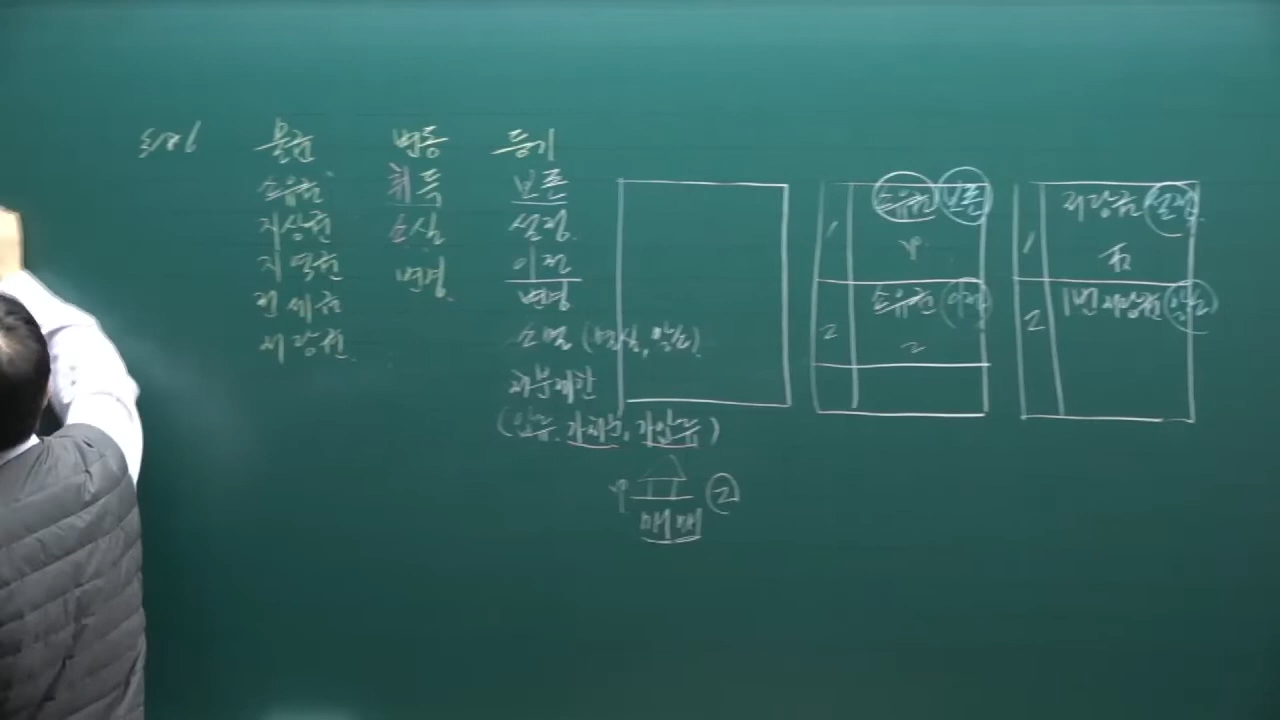 물권 변동 등기
소유권 취득 보존
지상권 소실 설정
지역권 변경 이전
전세권 변경
저당권 소멸 (멸실, 말소)
처분제한
(압류, 가처분, 가압류)
매매 2
1 소유권 보존
2 소유권 이전
2
1 저당권 설정
2 1번 저당권 말소